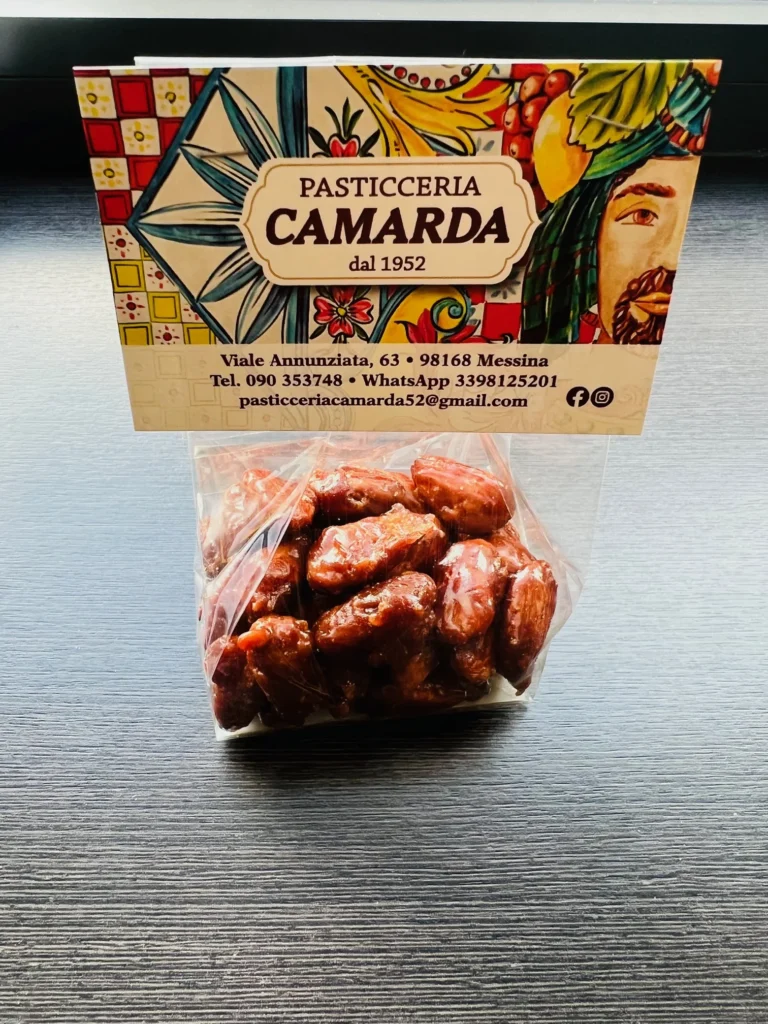 PASTICCERIA
CAMARDA
dal 1952
Viale Annunziata, 63 • 98168 Messina
Tel. 090 353748 • WhatsApp 3398125201
pasticceriacamarda52@gmail.com